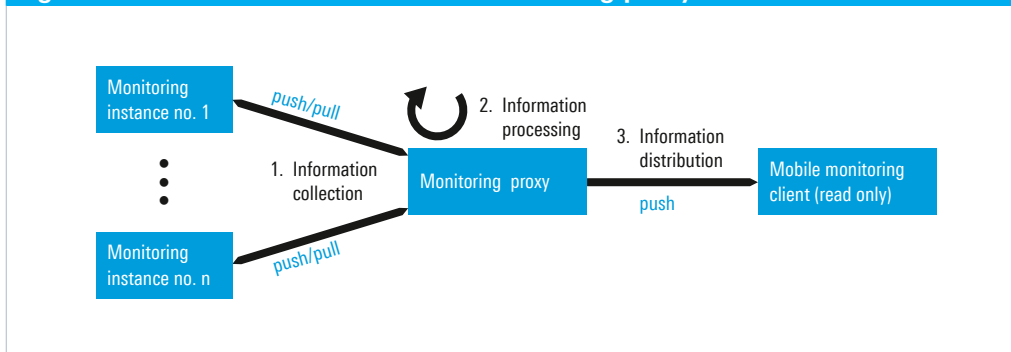 Monitoring
instance no. 1
push/pull
2. Information
processing
1. Information
collection
Monitoring proxy
3. Information
distribution
push
Mobile monitoring
client (read only)
Monitoring
instance no. n
push/pull